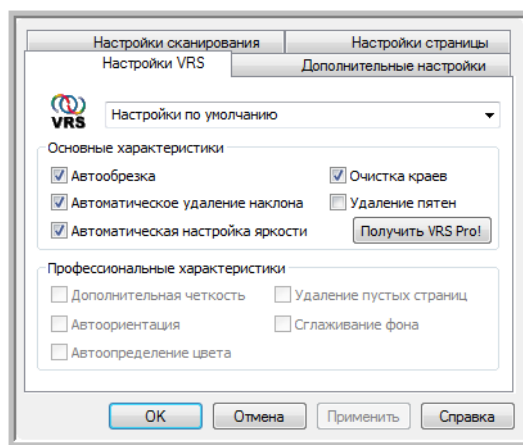 Настройки сканирования
Настройки страницы
Настройки VRS
Дополнительные настройки
VRS
Настройки по умолчанию
Основные характеристики
Автообрезка
Очистка краев
Автоматическое удаление наклона
Удаление пятен
Автоматическая настройка яркости
Получить VRS Pro!
Профессиональные характеристики
Дополнительная четкость
Удаление пустых страниц
Автоориентация
Сглаживание фона
Автоопределение цвета
OK
Отмена
Применить
Справка